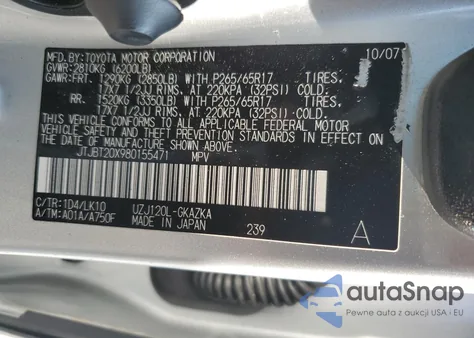 MFD.BY:TOYOTA MOTOR CORPORATION 10/07
GVWR:2810KG (6200LB)
GAWR:FRT. 1290KG (2850LB) WITH P265/65R17 TIRES,
17X7 1/2JJ RIMS, AT 220KPA (32PSI) COLD.
RR. 1520KG (3350LB) WITH P265/65R17 TIRES,
17X7 1/2JJ RIMS, AT 220KPA (32PSI) COLD.
THIS VEHICLE CONFORMS TO ALL APPLICABLE FEDERAL MOTOR
VEHICLE SAFETY STANDARDS IN EFFECT ON THE DATE OF
MANUFACTURE SHOWN ABOVE.
JTJBT20X980155471 MPV
C/TR:1D4/LK10 UZJ120L-GKAZKA
A/TM:A01A/A750F MADE IN JAPAN 239 A
autoSnap
Pewne auta z aukcji USA - EU